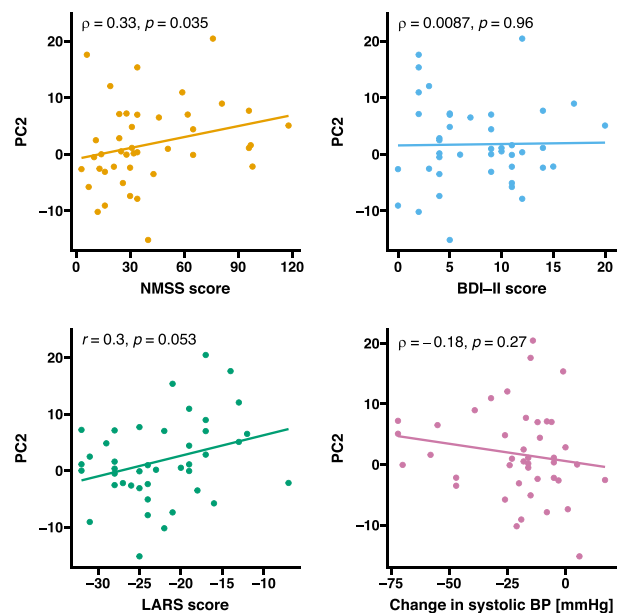 ρ = 0.33, p = 0.035
PC2
20
10
0
−10
0
30
60
90
120
NMSS score
ρ = 0.0087, p = 0.96
PC2
20
10
0
−10
0
5
10
15
20
BDI−II score
r = 0.3, p = 0.053
PC2
20
10
0
−10
−30
−25
−20
−15
−10
LARS score
ρ = −0.18, p = 0.27
PC2
20
10
0
−10
−75
−50
−25
0
Change in systolic BP [mmHg]